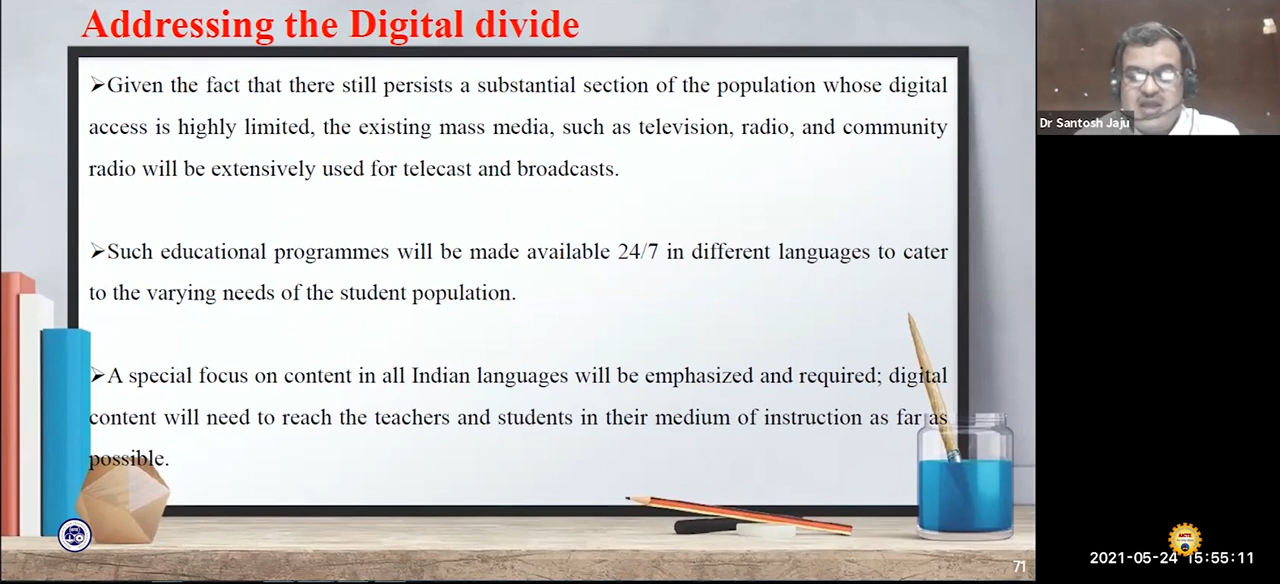 Addressing the Digital divide
➢Given the fact that there still persists a substantial section of the population whose digital
access is highly limited, the existing mass media, such as television, radio, and community
radio will be extensively used for telecast and broadcasts.
➢Such educational programmes will be made available 24/7 in different languages to cater
to the varying needs of the student population.
➢A special focus on content in all Indian languages will be emphasized and required; digital
content will need to reach the teachers and students in their medium of instruction as far as
possible.
71
Dr Santosh Jaju
AICTE
2021-05-24 15:55:11